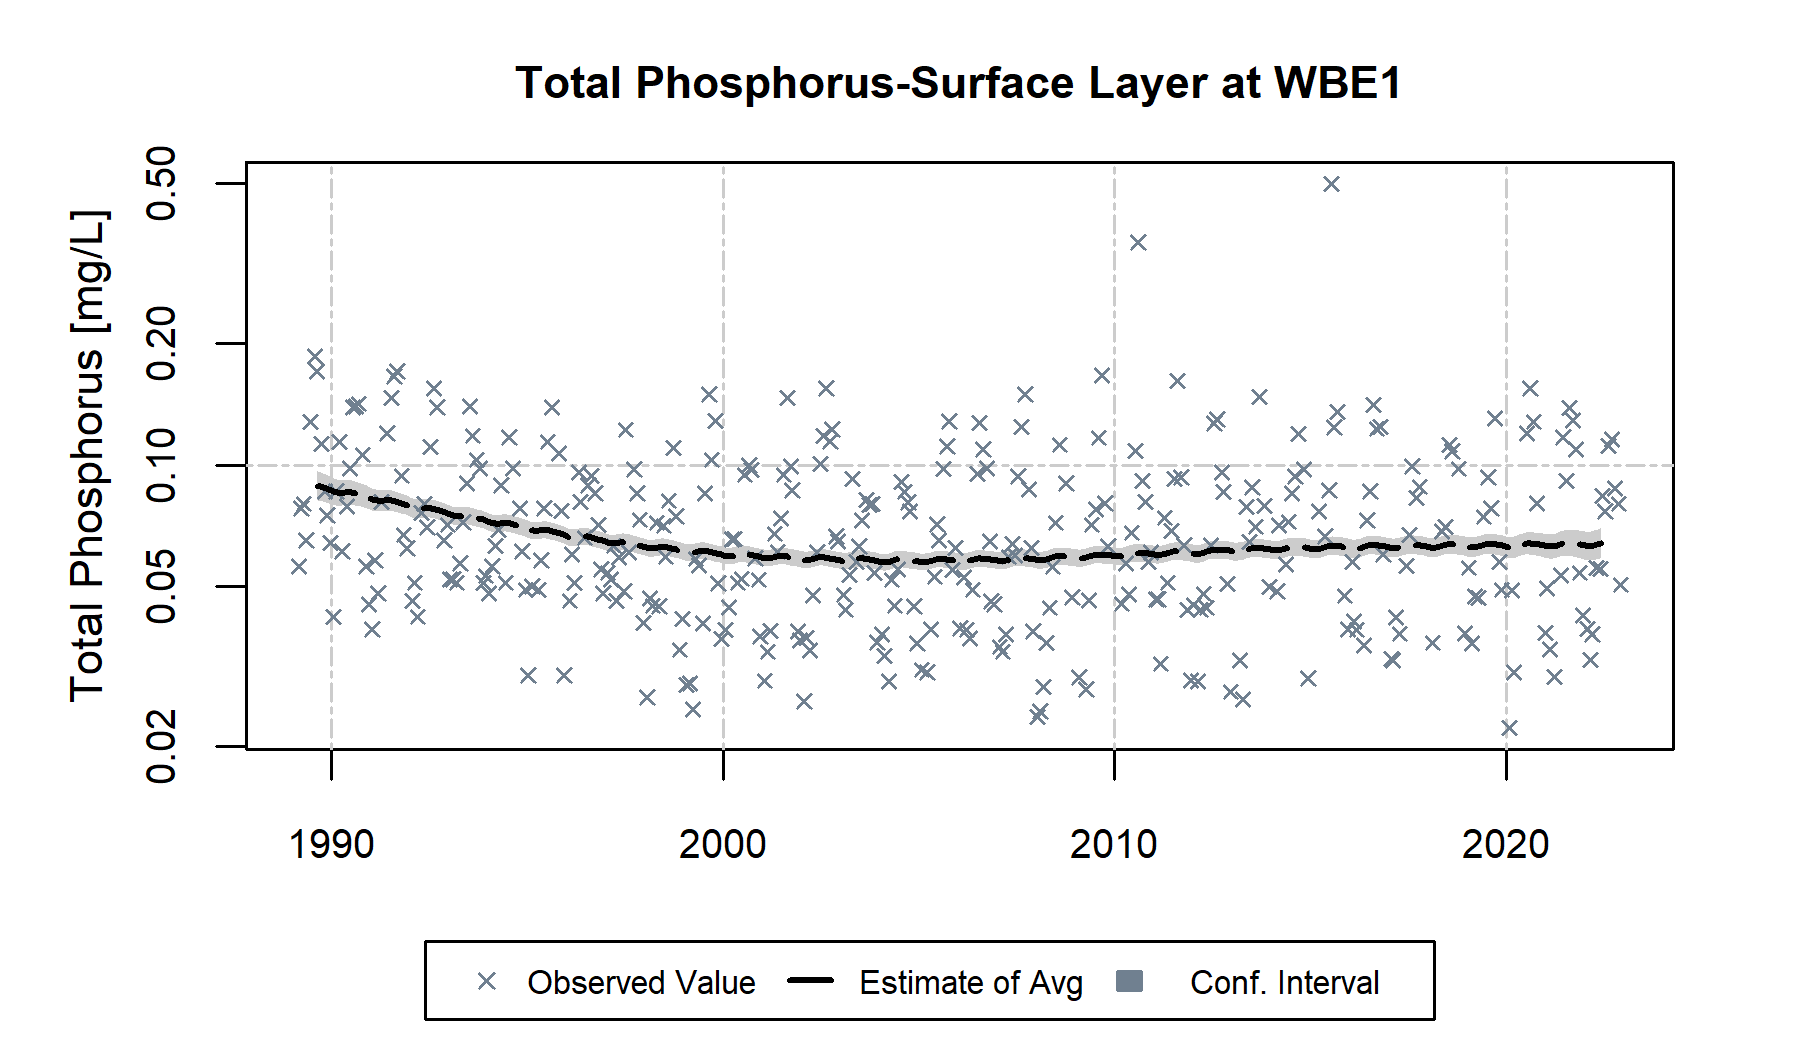 Total Phosphorus-Surface Layer at WBE1
Total Phosphorus [mg/L]
0.50
0.20
0.10
0.05
0.02
1990 2000 2010 2020
Observed Value Estimate of Avg Conf. Interval